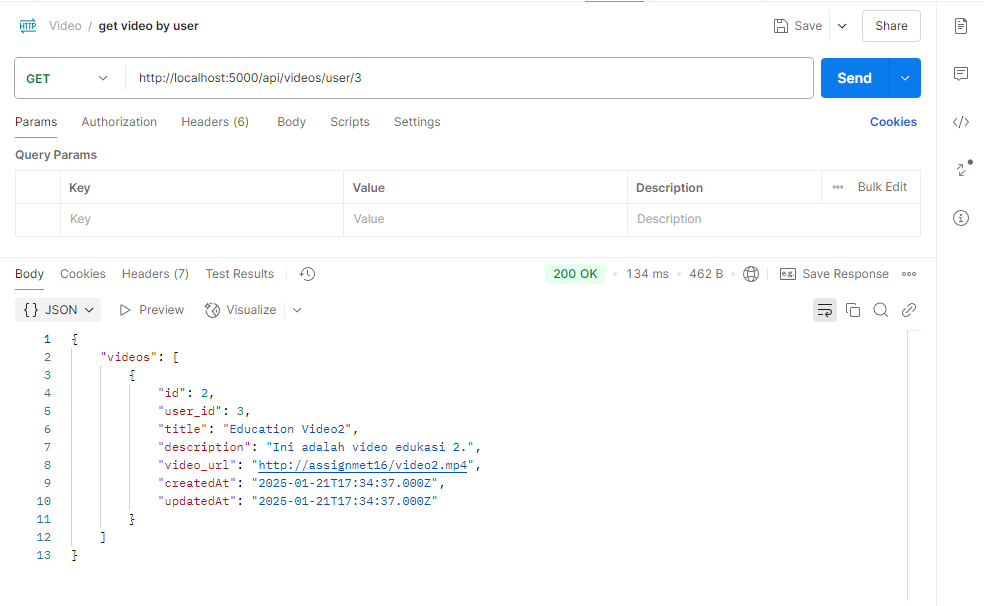 HTTP Video / get video by user Save Share
GET http://localhost:5000/api/videos/user/3 Send
Params Authorization Headers (6) Body Scripts Settings Cookies
Query Params
Key Value Description Bulk Edit
Key Value Description
Body Cookies Headers (7) Test Results 200 OK 134 ms 462 B e.g. Save Response
{} JSON Preview Visualize
1 {
2 "videos": [
3 {
4 "id": 2,
5 "user_id": 3,
6 "title": "Education Video2",
7 "description": "Ini adalah video edukasi 2.",
8 "video_url": "http://assignmet16/video2.mp4",
9 "createdAt": "2025-01-21T17:34:37.000Z",
10 "updatedAt": "2025-01-21T17:34:37.000Z"
11 }
12 ]
13 }